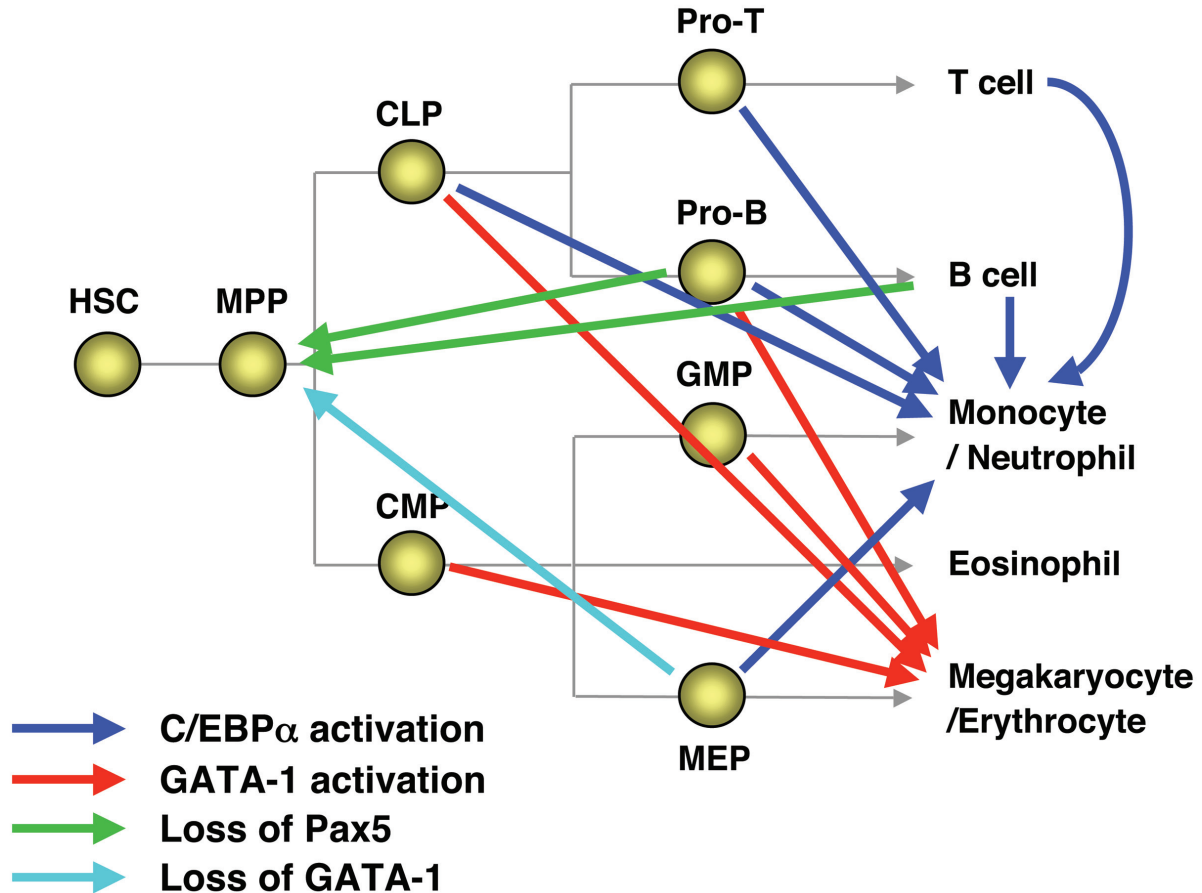 Pro-T
T cell
CLP
Pro-B
B cell
HSC
MPP
GMP
Monocyte
/ Neutrophil
CMP
Eosinophil
Megakaryocyte
/Erythrocyte
MEP
C/EBPα activation
GATA-1 activation
Loss of Pax5
Loss of GATA-1